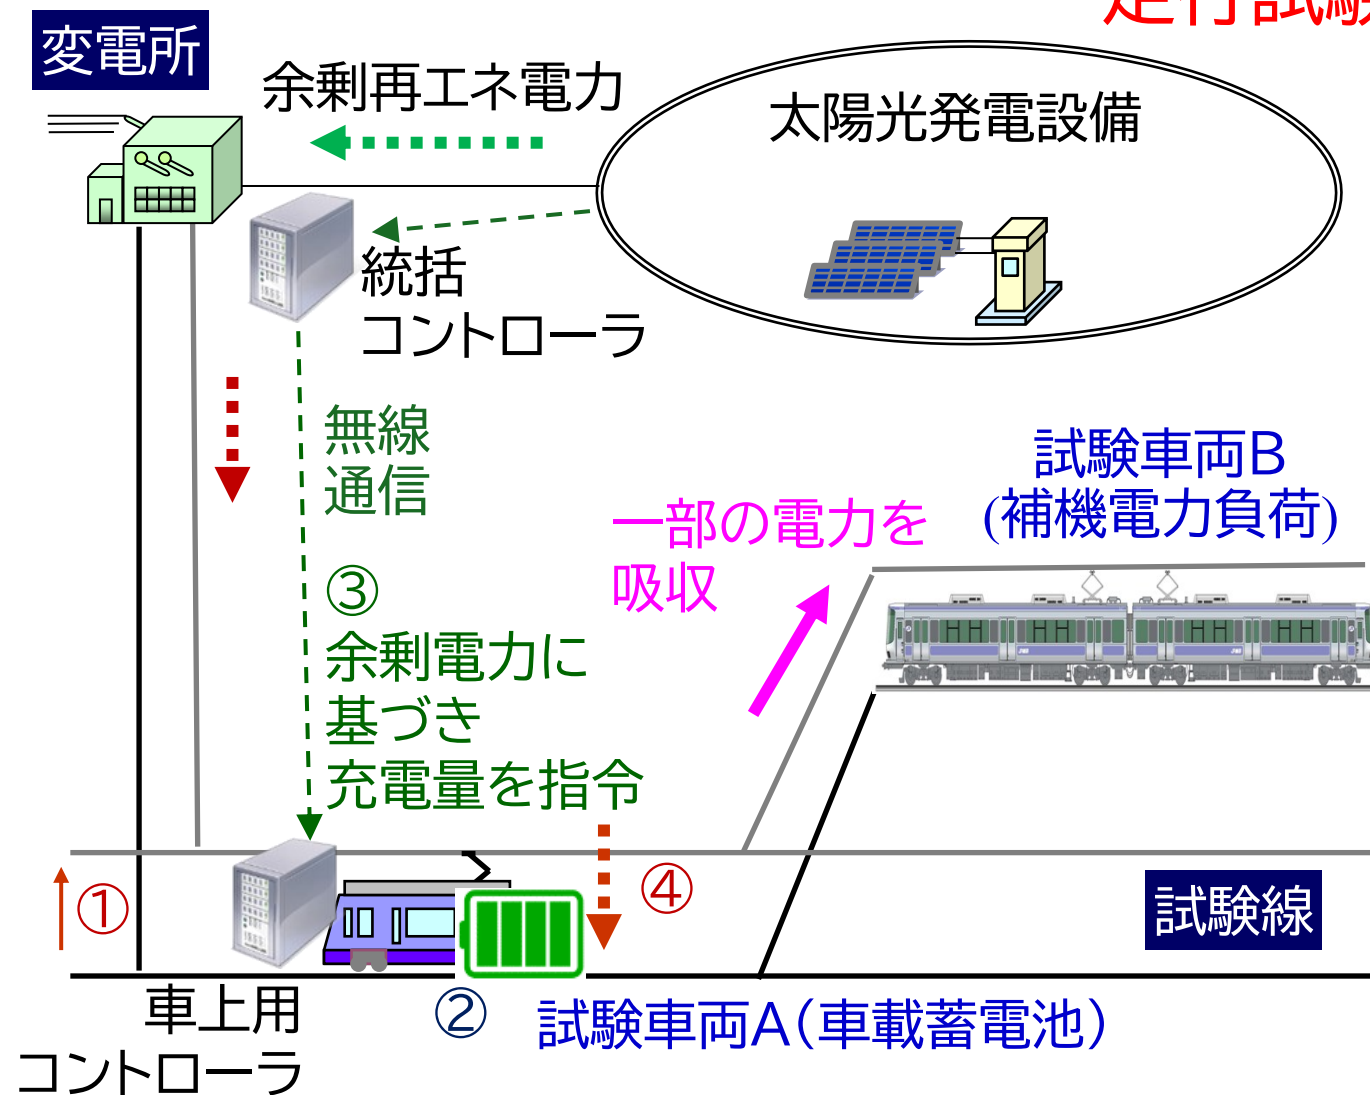 走行試験
変電所
余剰再エネ電力
太陽光発電設備
統括
コントローラ
無線
通信
試験車両B
(補機電力負荷)
一部の電力を
吸収
③
余剰電力に
基づき
充電量を指令
①
④
試験線
車上用
コントローラ
②
試験車両A(車載蓄電池)